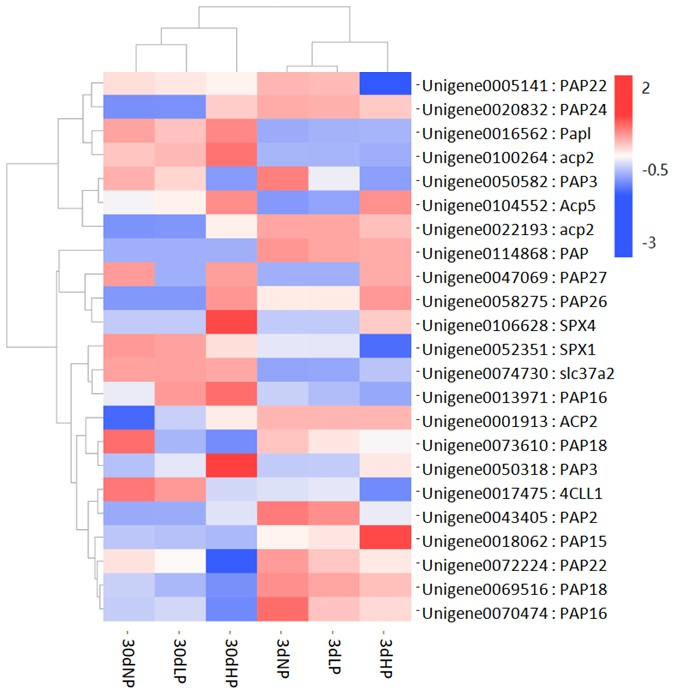 Unigene0005141 : PAP22
Unigene0020832 : PAP24
Unigene0016562 : Papl
Unigene0100264 : acp2
Unigene0050582 : PAP3
Unigene0104552 : Acp5
Unigene0022193 : acp2
Unigene0114868 : PAP
Unigene0047069 : PAP27
Unigene0058275 : PAP26
Unigene0106628 : SPX4
Unigene0052351 : SPX1
Unigene0074730 : slc37a2
Unigene0013971 : PAP16
Unigene0001913 : ACP2
Unigene0073610 : PAP18
Unigene0050318 : PAP3
Unigene0017475 : 4CLL1
Unigene0043405 : PAP2
Unigene0018062 : PAP15
Unigene0072224 : PAP22
Unigene0069516 : PAP18
Unigene0070474 : PAP16
2
-0.5
-3
30dNP
30dLP
30dHP
3dNP
3dLP
3dHP